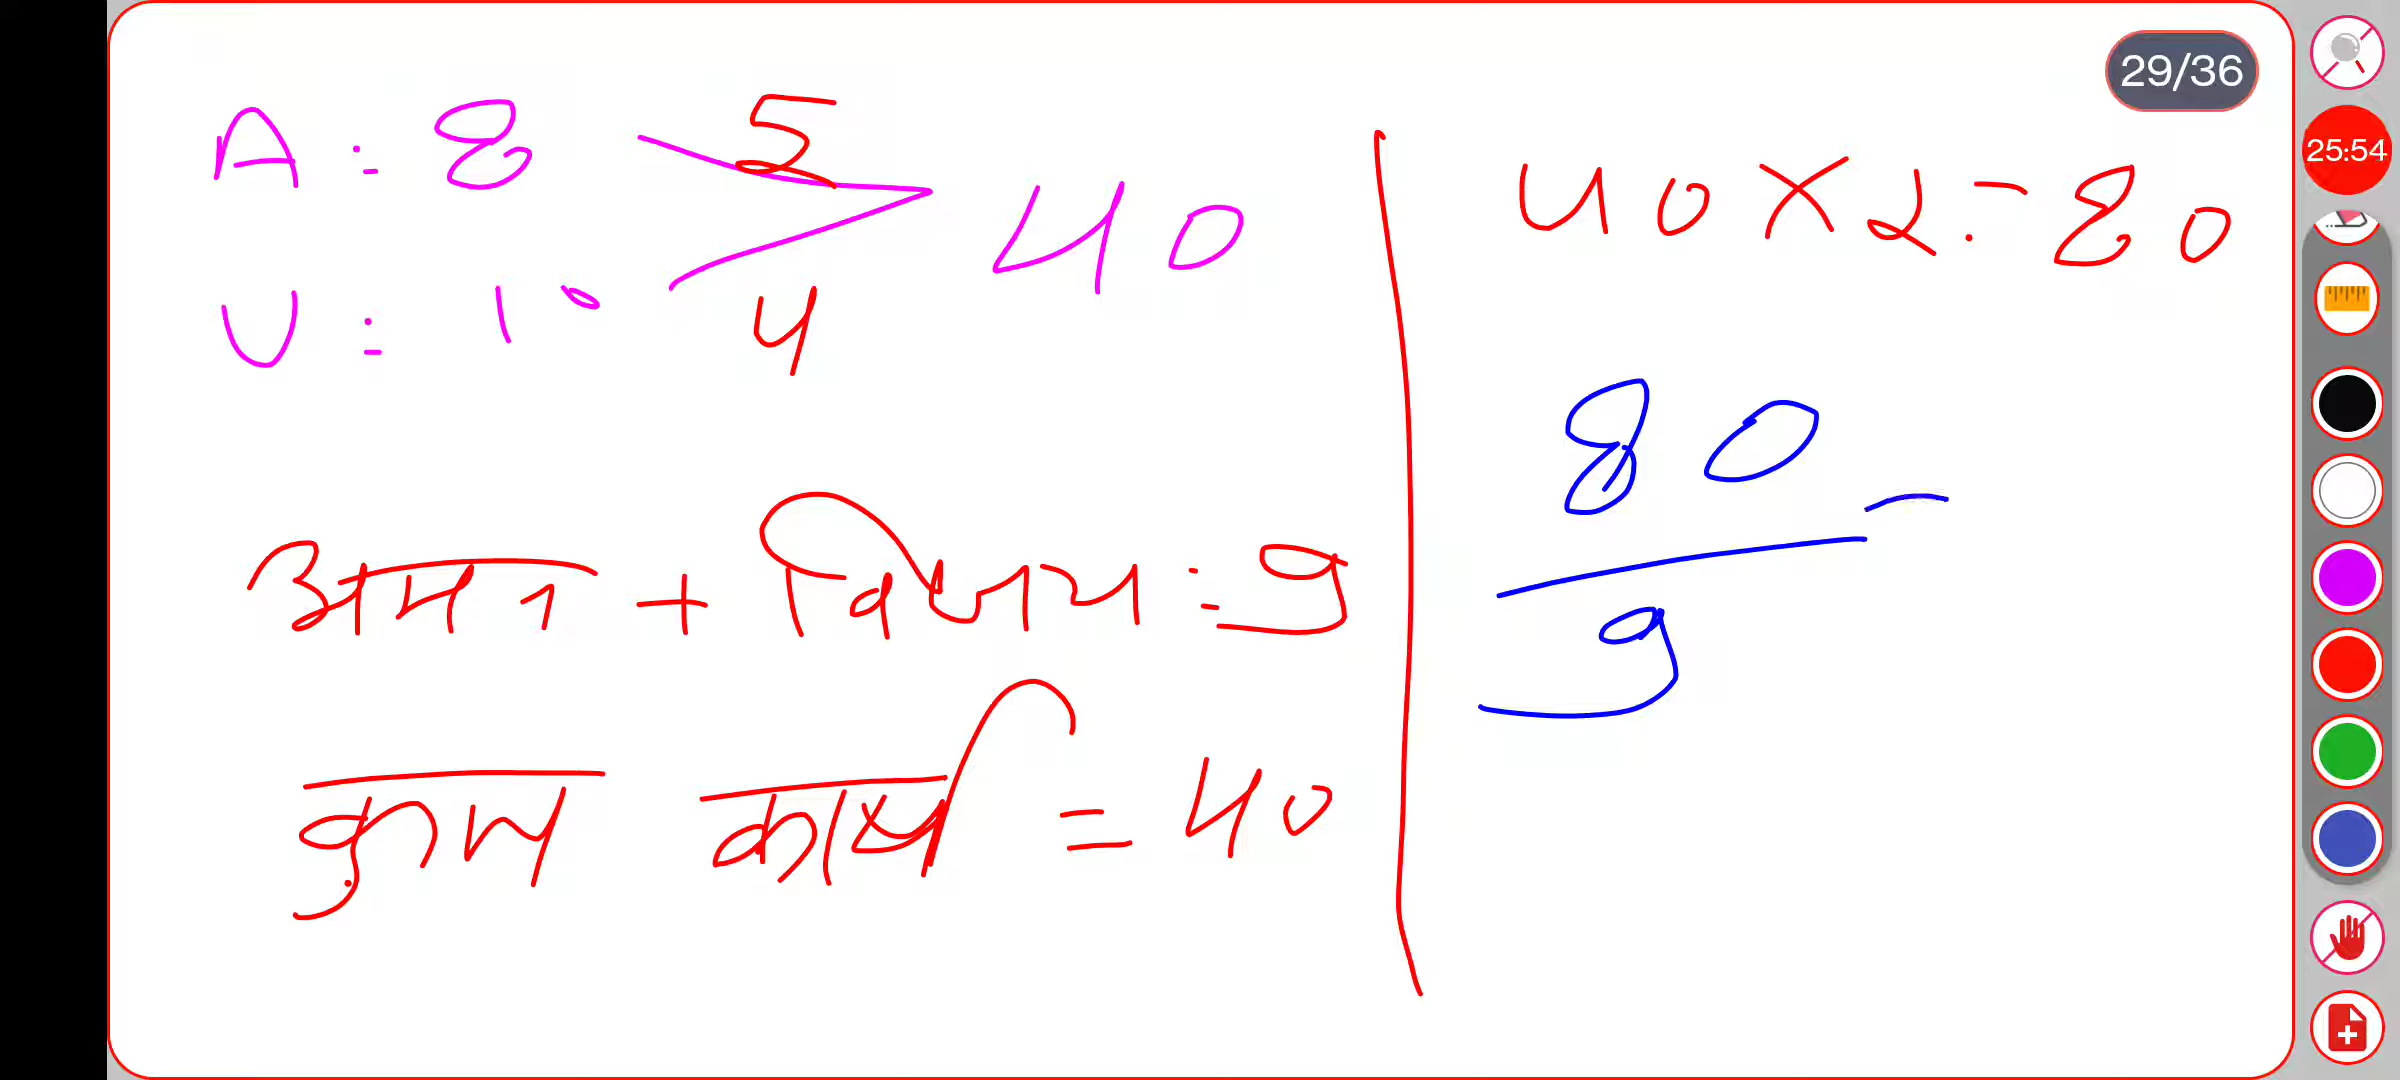 29/36
25:54
A : 8 5
40
V : 10 4
अमन + विजय = 9
कुल कार्य = 40
40 × 2 = 80
80 -
9